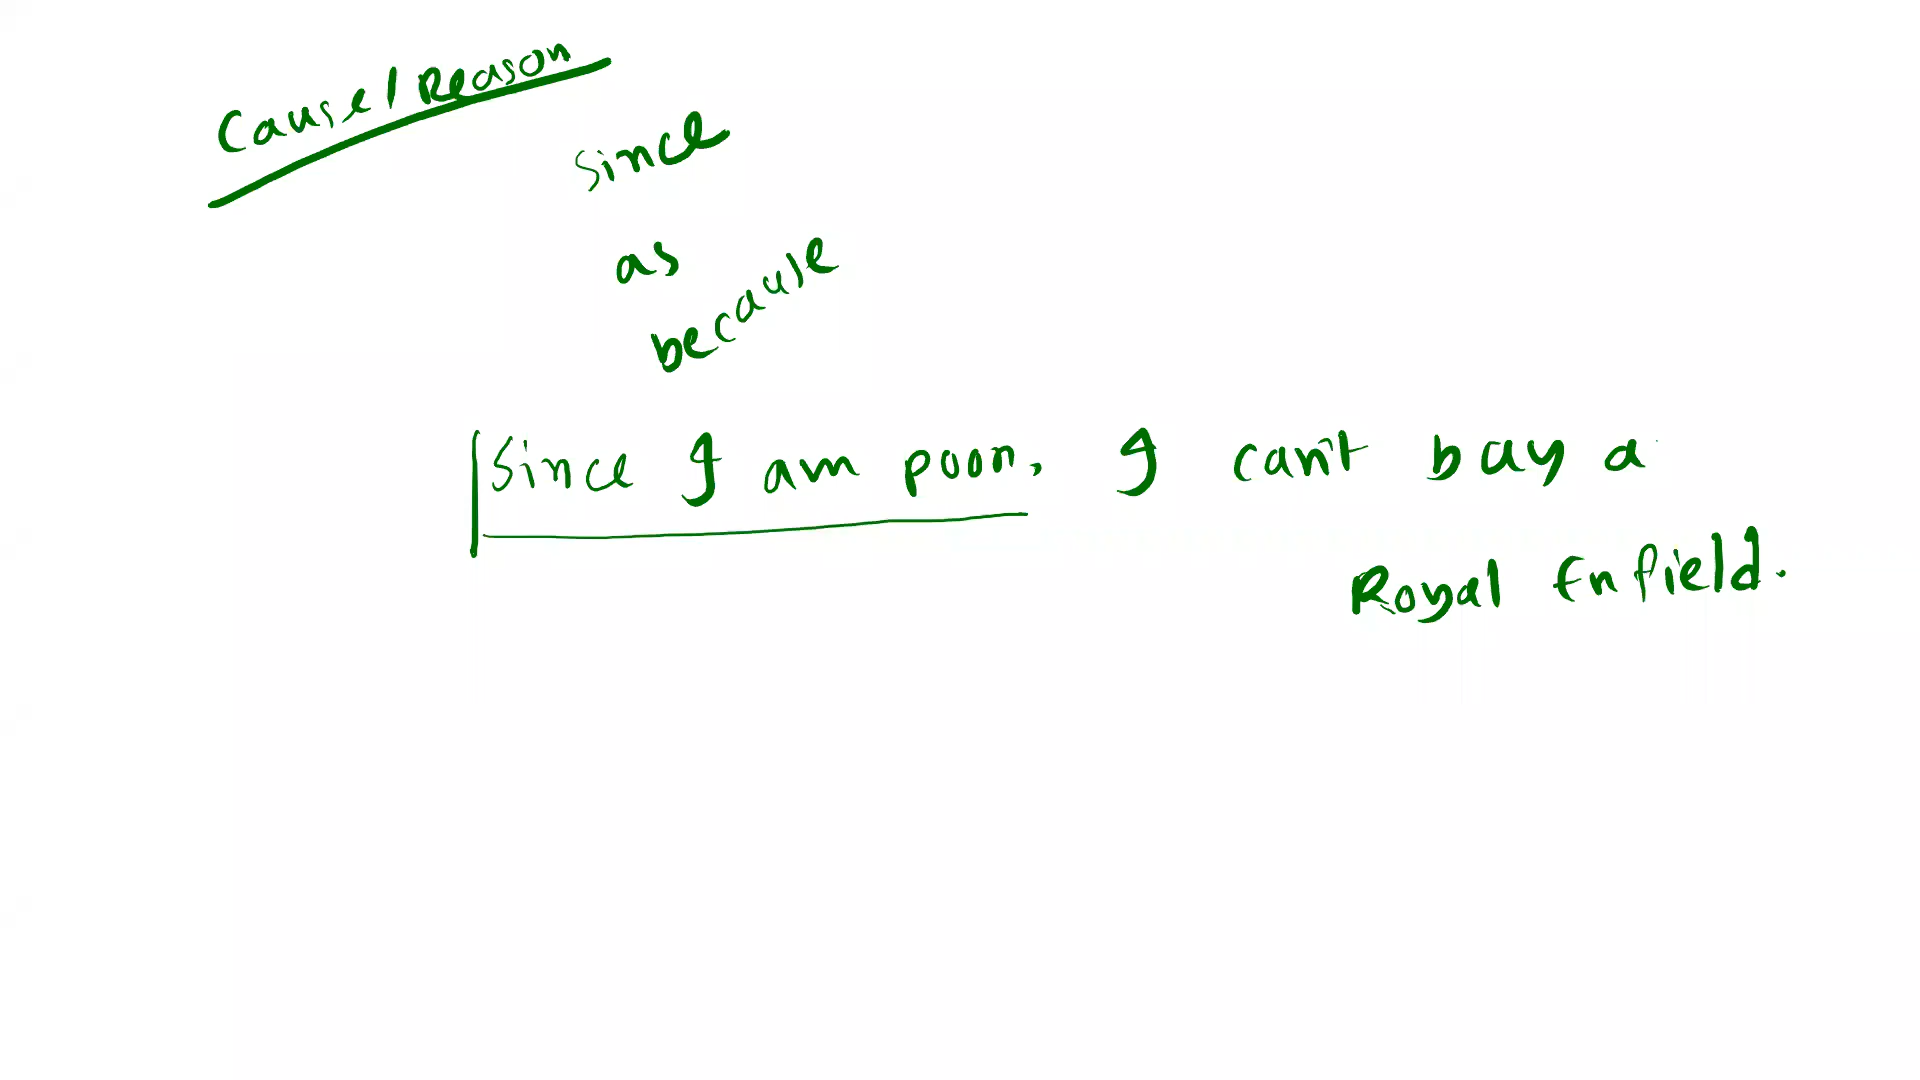 Cause/Reason
since
as
because
Since I am poor, I can't buy a
Royal Enfield.